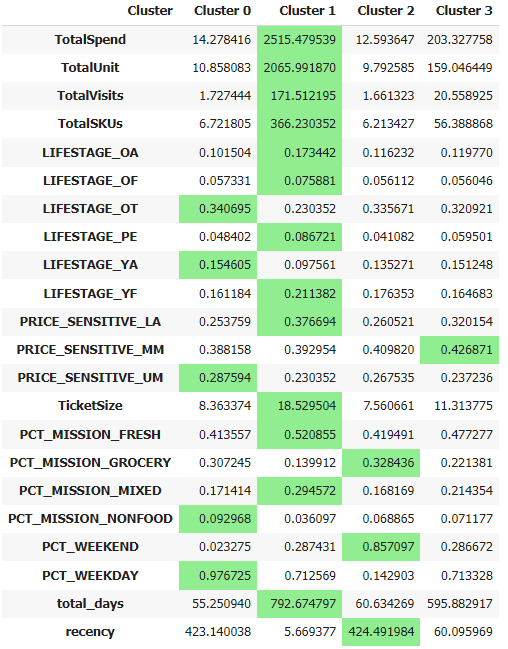 Cluster Cluster 0 Cluster 1 Cluster 2 Cluster 3
TotalSpend 14.278416 2515.479539 12.593647 203.327758
TotalUnit 10.858083 2065.991870 9.792585 159.046449
TotalVisits 1.727444 171.512195 1.661323 20.558925
TotalSKUs 6.721805 366.230352 6.213427 56.388868
LIFESTAGE_OA 0.101504 0.173442 0.116232 0.119770
LIFESTAGE_OF 0.057331 0.075881 0.056112 0.056046
LIFESTAGE_OT 0.340695 0.230352 0.335671 0.320921
LIFESTAGE_PE 0.048402 0.086721 0.041082 0.059501
LIFESTAGE_YA 0.154605 0.097561 0.135271 0.151248
LIFESTAGE_YF 0.161184 0.211382 0.176353 0.164683
PRICE_SENSITIVE_LA 0.253759 0.376694 0.260521 0.320154
PRICE_SENSITIVE_MM 0.388158 0.392954 0.409820 0.426871
PRICE_SENSITIVE_UM 0.287594 0.230352 0.267535 0.237236
TicketSize 8.363374 18.529504 7.560661 11.313775
PCT_MISSION_FRESH 0.413557 0.520855 0.419491 0.477277
PCT_MISSION_GROCERY 0.307245 0.139912 0.328436 0.221381
PCT_MISSION_MIXED 0.171414 0.294572 0.168169 0.214354
PCT_MISSION_NONFOOD 0.092968 0.036097 0.068865 0.071177
PCT_WEEKEND 0.023275 0.287431 0.857097 0.286672
PCT_WEEKDAY 0.976725 0.712569 0.142903 0.713328
total_days 55.250940 792.674797 60.634269 595.882917
recency 423.140038 5.669377 424.491984 60.095969